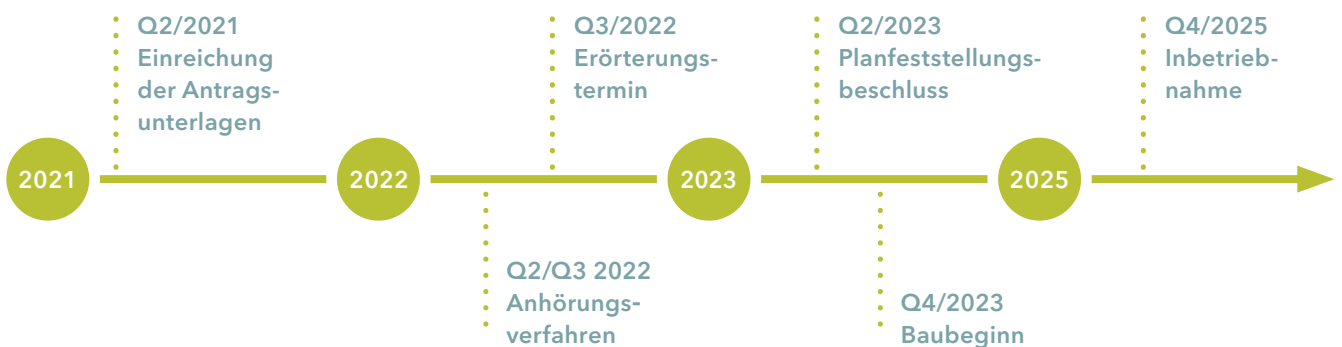 Q2/2021
Einreichung
der Antrags-
unterlagen
Q3/2022
Erörterungs-
termin
Q2/2023
Planfeststellungs-
beschluss
Q4/2025
Inbetrieb-
nahme
2021
2022
2023
2025
Q2/Q3 2022
Anhörungs-
verfahren
Q4/2023
Baubeginn